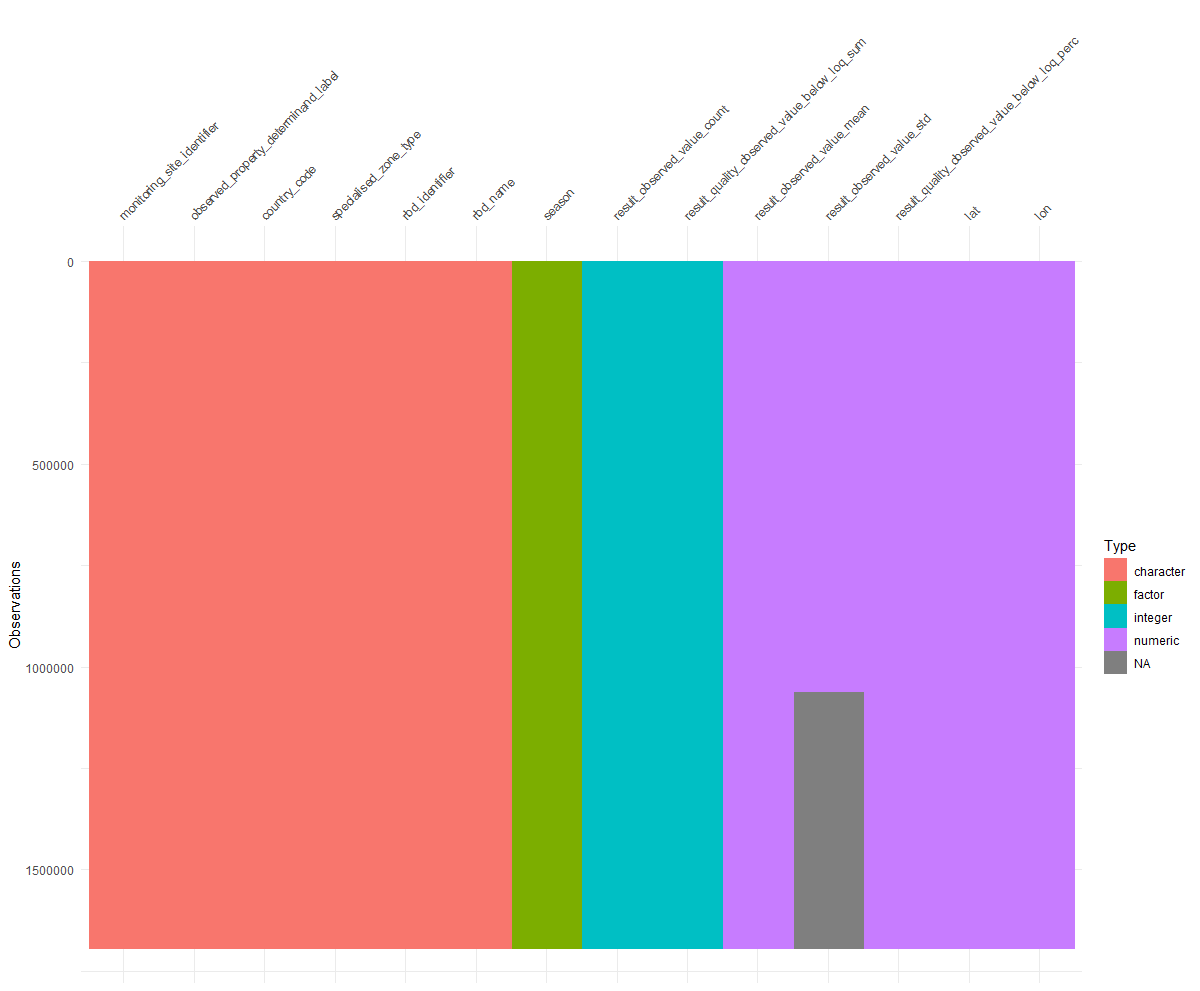 monitoring_site_identifier
observed_property_determinand_label
country_code
specialised_zone_type
rbd_identifier
rbd_name
season
result_observed_value_count
result_quality_observed_value_below_loq_sum
result_observed_value_mean
result_observed_value_std
result_quality_observed_value_below_loq_perc
lat
lon
0
500000
1000000
1500000
Observations
Type
character
factor
integer
numeric
NA